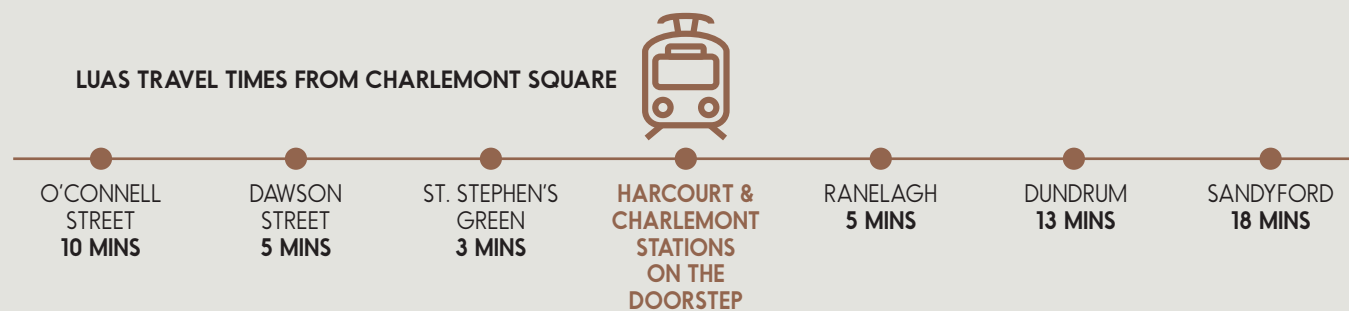 LUAS TRAVEL TIMES FROM CHARLEMONT SQUARE
O'CONNELL
STREET
10 MINS
DAWSON
STREET
5 MINS
ST. STEPHEN'S
GREEN
3 MINS
HARCOURT &
CHARLEMONT
STATIONS
ON THE
DOORSTEP
RANELAGH
5 MINS
DUNDRUM
13 MINS
SANDYFORD
18 MINS